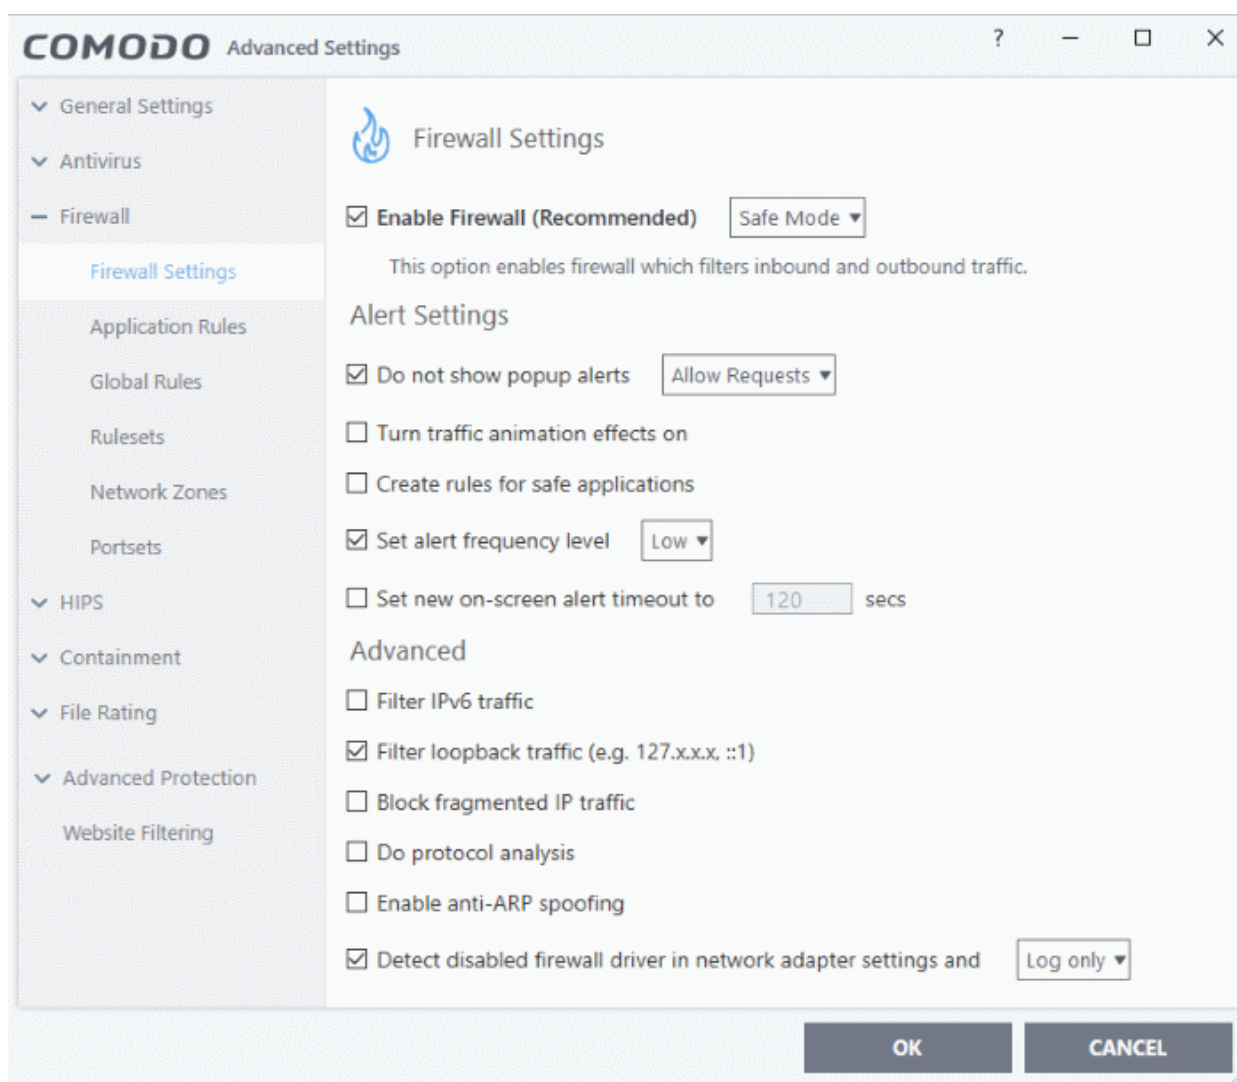 COMODO Advanced Settings ?
General Settings
Antivirus
Firewall
Firewall Settings
Application Rules
Global Rules
Rulesets
Network Zones
Portsets
HIPS
Containment
File Rating
Advanced Protection
Website Filtering
Firewall Settings
Enable Firewall (Recommended) Safe Mode
This option enables firewall which filters inbound and outbound traffic.
Alert Settings
Do not show popup alerts Allow Requests
Turn traffic animation effects on
Create rules for safe applications
Set alert frequency level Low
Set new on-screen alert timeout to 120 secs
Advanced
Filter IPv6 traffic
Filter loopback traffic (e.g. 127.x.x.x, ::1)
Block fragmented IP traffic
Do protocol analysis
Enable anti-ARP spoofing
Detect disabled firewall driver in network adapter settings and Log only
OK CANCEL